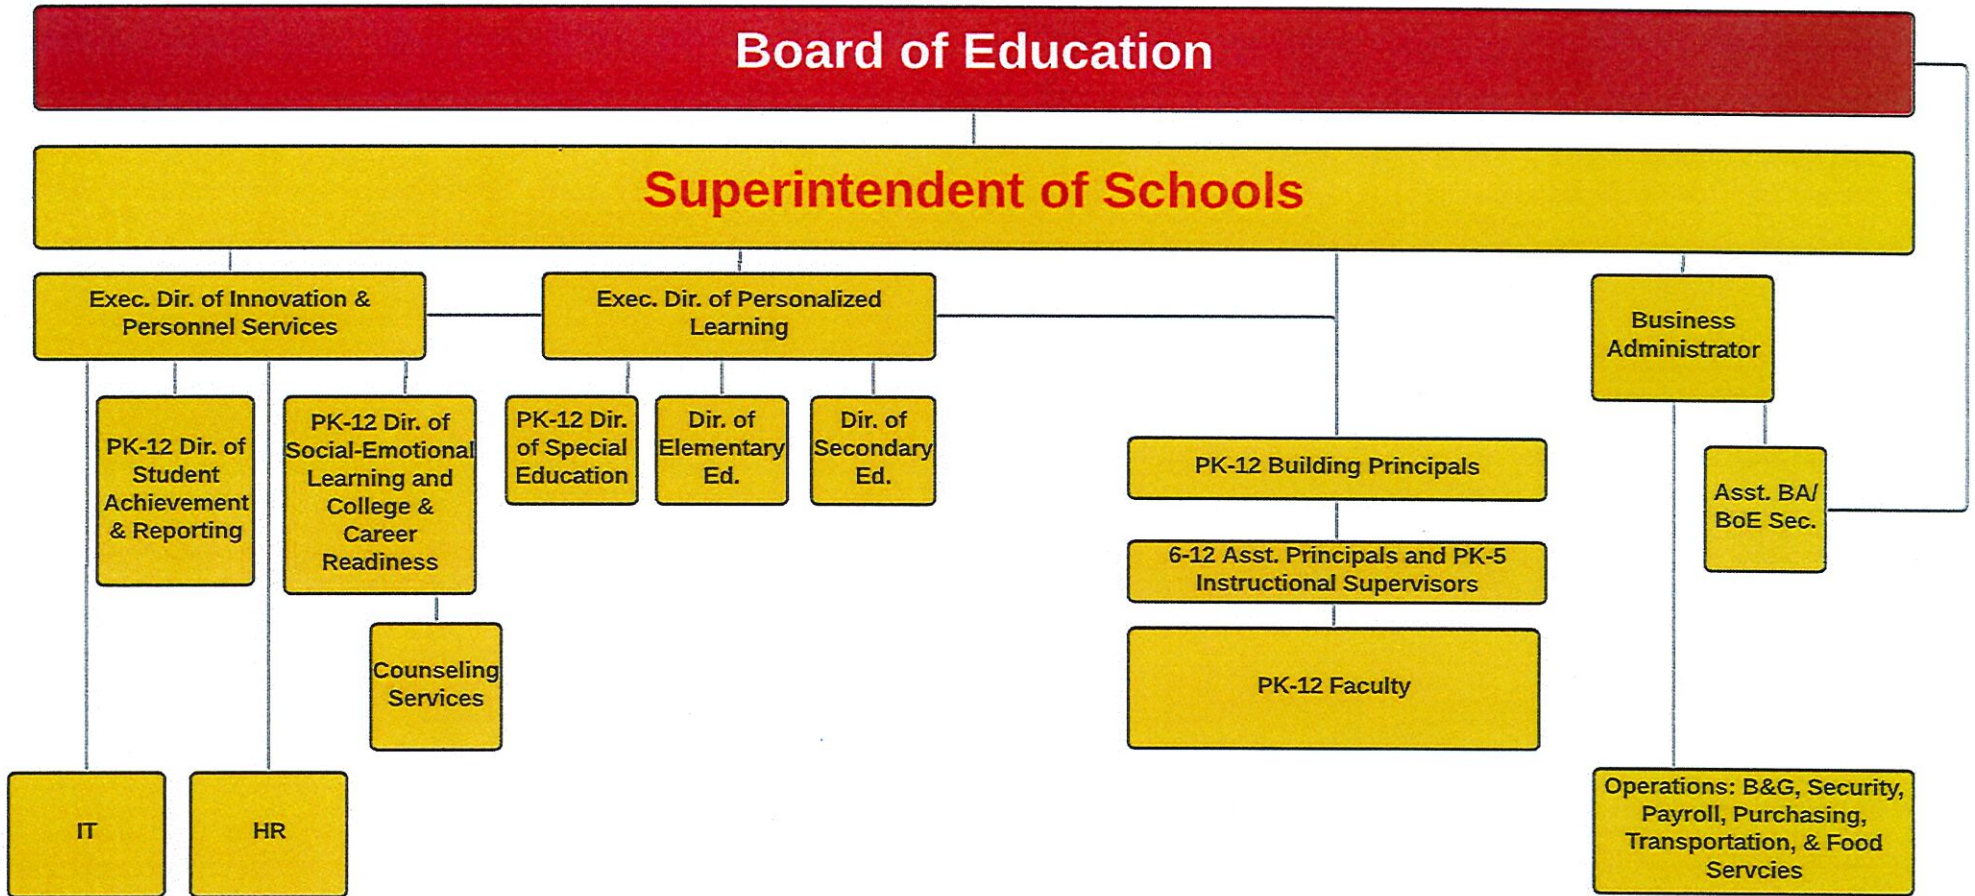 Board of Education
Superintendent of Schools
Exec. Dir. of Innovation &
Personnel Services
Exec. Dir. of Personalized
Learning
Business
Administrator
PK-12 Dir. of
Student
Achievement
& Reporting
PK-12 Dir. of
Social-Emotional
Learning and
College &
Career
Readiness
PK-12 Dir.
of Special
Education
Dir. of
Elementary
Ed.
Dir. of
Secondary
Ed.
PK-12 Building Principals
Asst. BA/
BoE Sec.
6-12 Asst. Principals and PK-5
Instructional Supervisors
Counseling
Services
PK-12 Faculty
IT
HR
Operations: B&G, Security,
Payroll, Purchasing,
Transportation, & Food
Servcies